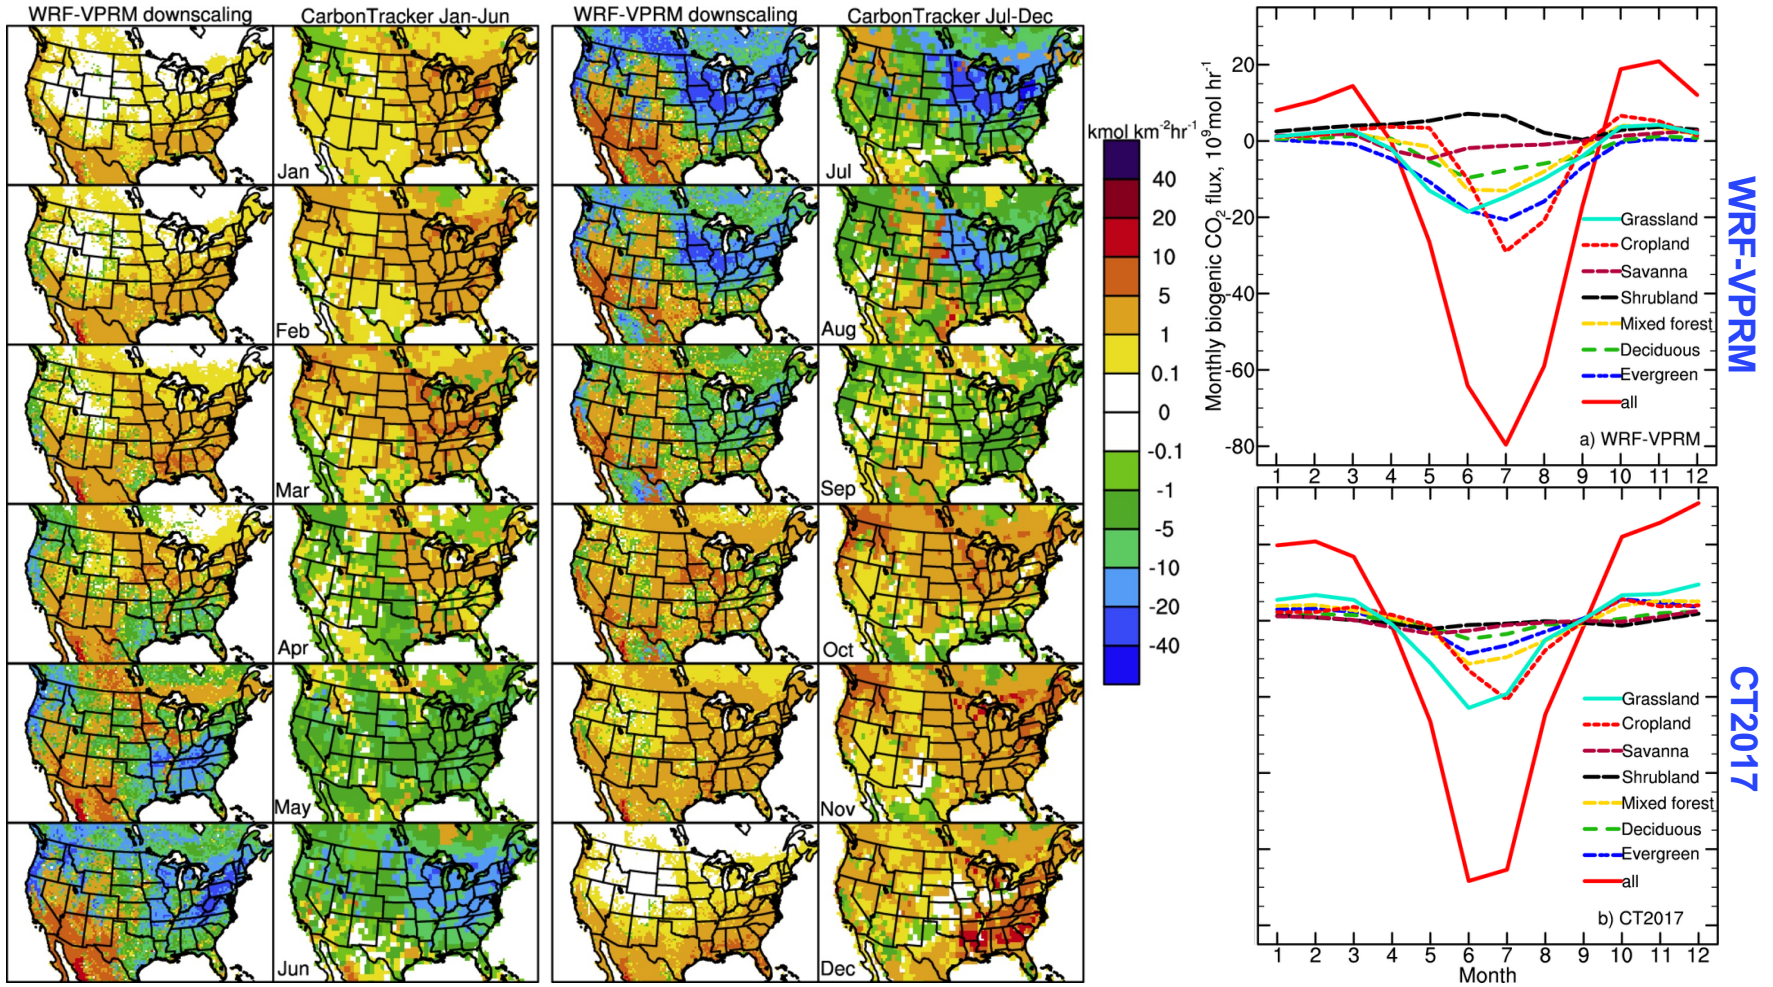 WRF-VPRM downscaling
CarbonTracker Jan-Jun
WRF-VPRM downscaling
CarbonTracker Jul-Dec
Jan
Feb
Mar
Apr
May
Jun
Jul
Aug
Sep
Oct
Nov
Dec
kmol km-2hr-1
40
20
10
5
1
0.1
0
-0.1
-1
-5
-10
-20
-40
Monthly biogenic CO2 flux, 10^9mol hr-1
20
0
-20
-40
-60
-80
Grassland
Cropland
Savanna
Shrubland
Mixed forest
Deciduous
Evergreen
all
a) WRF-VPRM
1 2 3 4 5 6 7 8 9 10 11 12
WRF-VPRM
Grassland
Cropland
Savanna
Shrubland
Mixed forest
Deciduous
Evergreen
all
b) CT2017
1 2 3 4 5 6 7 8 9 10 11 12
Month
CT2017